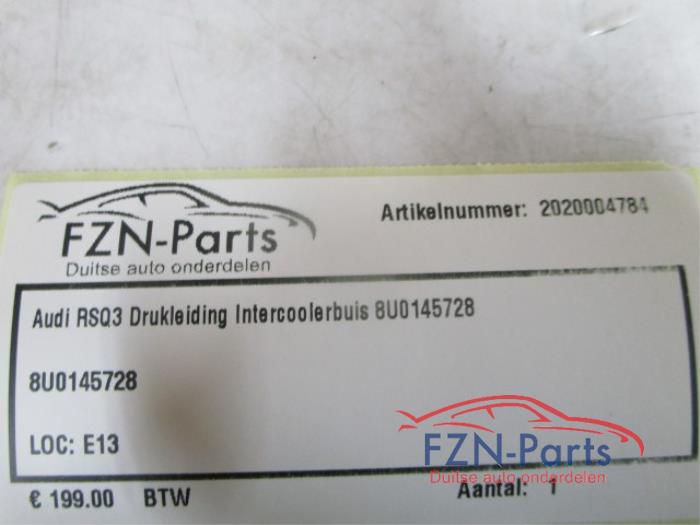 FZN-Parts
Duitse auto onderdelen
Artikelnummer: 2020004784
Audi RSQ3 Drukleiding Intercoolerbuis 8U0145728
8U0145728
LOC: E13
FZN-Parts
Duitse auto onderdelen
€ 199.00 BTW
Aantal: 1